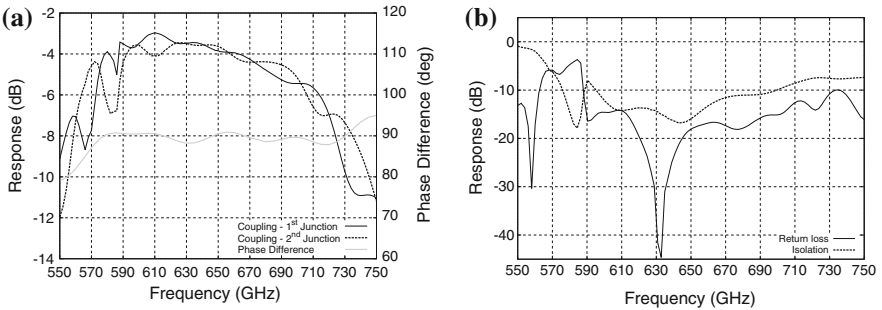 (a)
-2
-4
-6
-8
-10
-12
-14
Response (dB)
120
110
100
90
80
70
60
Phase Difference (deg)
Coupling - 1st Junction
Coupling - 2nd Junction
Phase Difference
550 570 590 610 630 650 670 690 710 730 750
Frequency (GHz)
(b)
0
-10
-20
-30
-40
Response (dB)
Return loss
Isolation
550 570 590 610 630 650 670 690 710 730 750
Frequency (GHz)